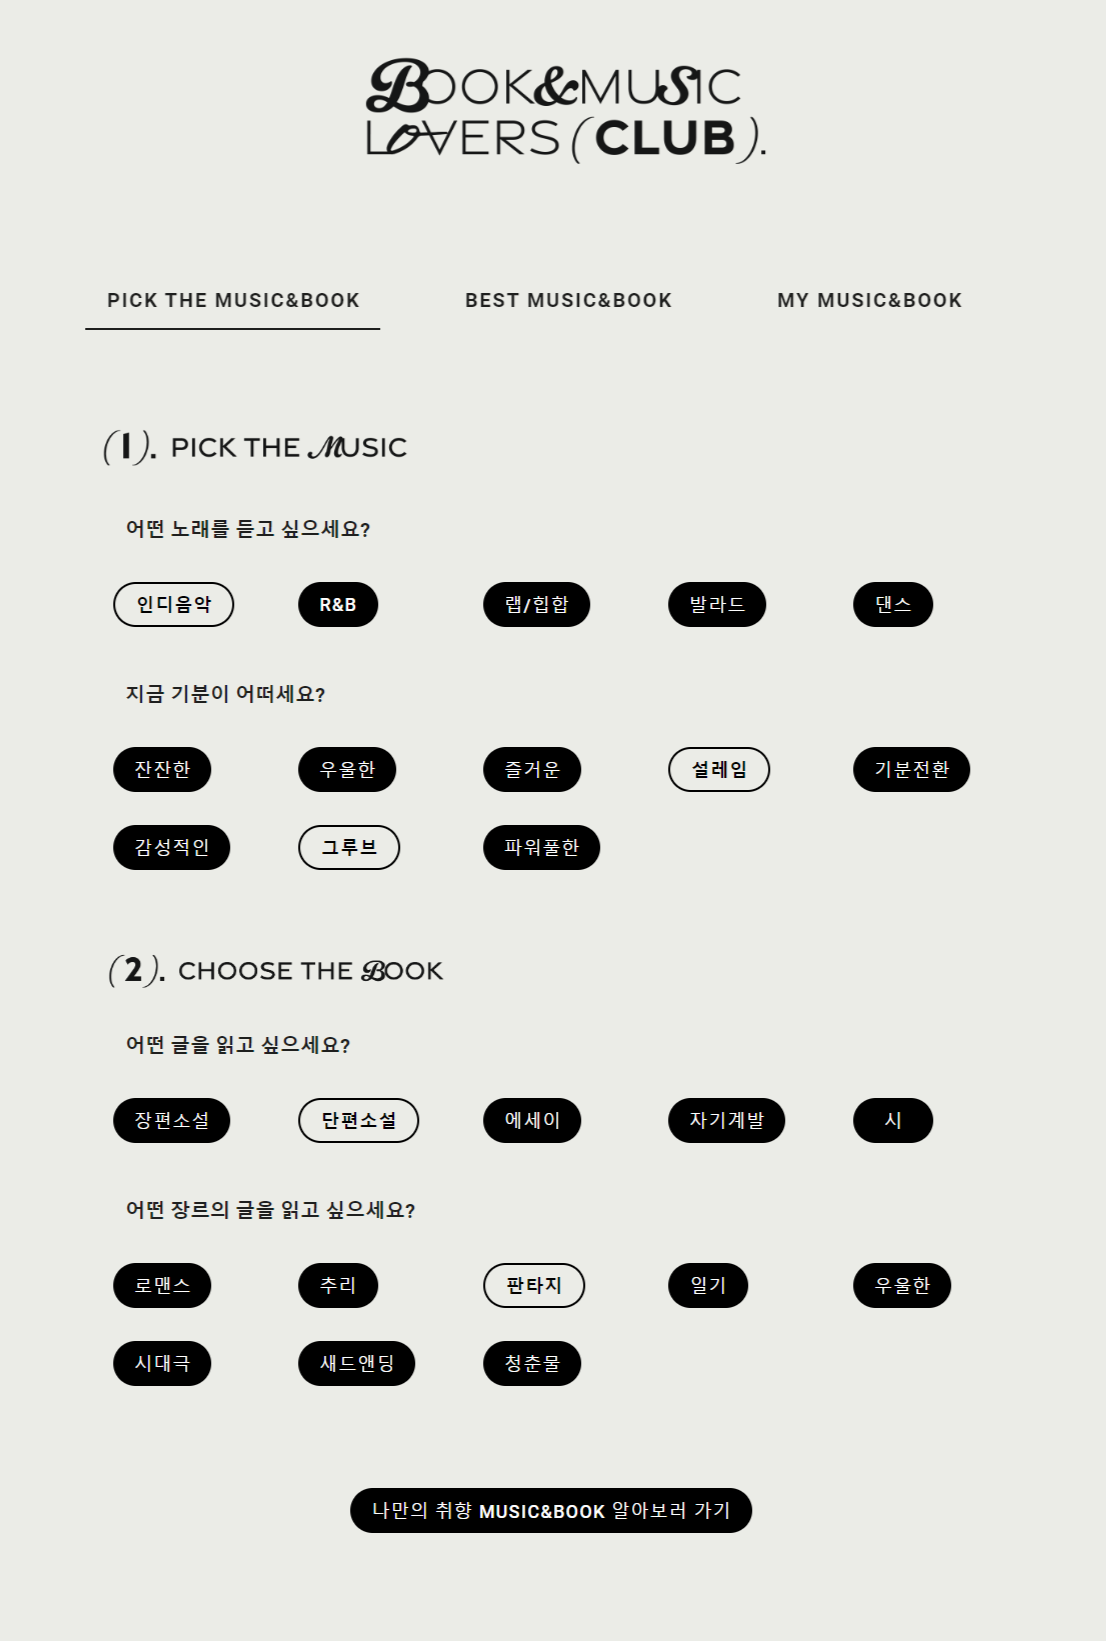 BOOK&MUSIC
LOVERS (CLUB).
PICK THE MUSIC&BOOK BEST MUSIC&BOOK MY MUSIC&BOOK
(1). PICK THE MUSIC
어떤 노래를 듣고 싶으세요?
인디음악 R&B 랩/힙합 발라드 댄스
지금 기분이 어떠세요?
잔잔한 우울한 즐거운 설레임 기분전환
감성적인 그루브 파워풀한
(2). CHOOSE THE BOOK
어떤 글을 읽고 싶으세요?
장편소설 단편소설 에세이 자기계발 시
어떤 장르의 글을 읽고 싶으세요?
로맨스 추리 판타지 일기 우울한
시대극 새드앤딩 청춘물
나만의 취향 MUSIC&BOOK 알아보러 가기